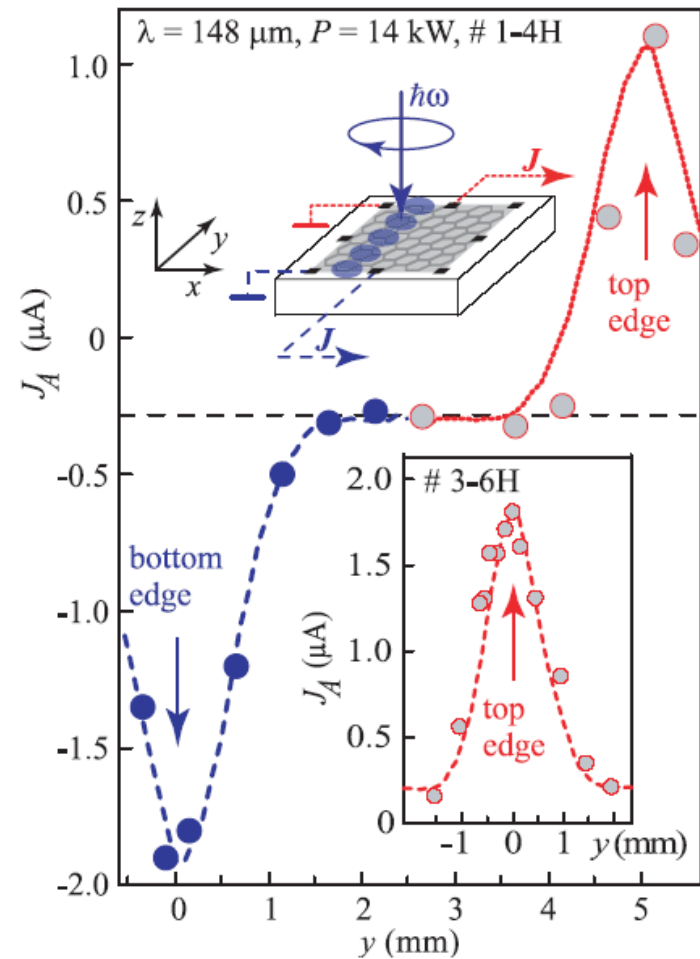 λ = 148 μm, P = 14 kW, # 1-4H
ħω
J
z
y
x
J
top
edge
bottom
edge
J_A (μA)
1.0
0.5
0
-0.5
-1.0
-1.5
-2.0
0
1
2
3
4
5
y (mm)
# 3-6H
J_A (μA)
2.0
1.5
1.0
0.5
0
top
edge
-1
0
1
y (mm)